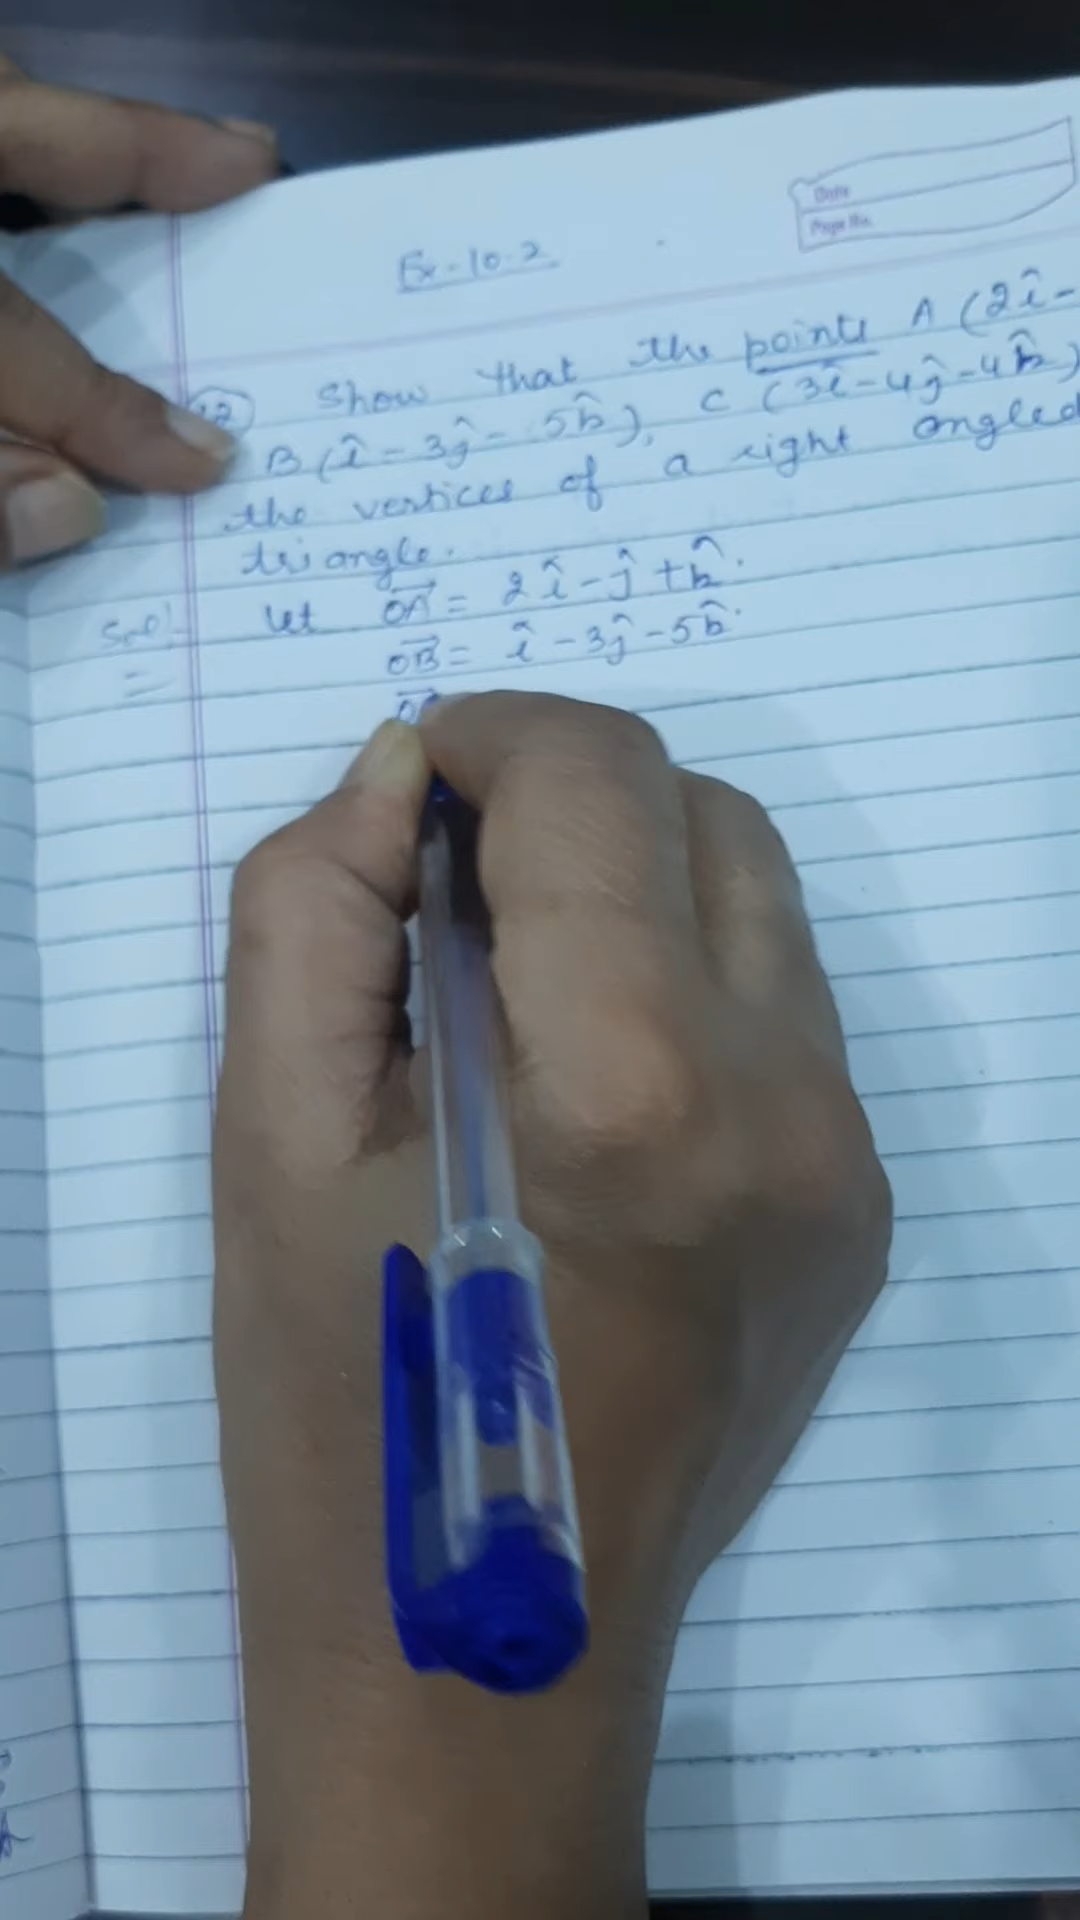 Date
Page No.
Ex-10.2
Show that the points A (2î -
B (î - 3ĵ - 5k̂), C (3î - 4ĵ - 4k̂)
the vertices of a right angled
triangle.
Sol:- Let OA⃗ = 2î - ĵ + k̂.
OB⃗ = î - 3ĵ - 5k̂.